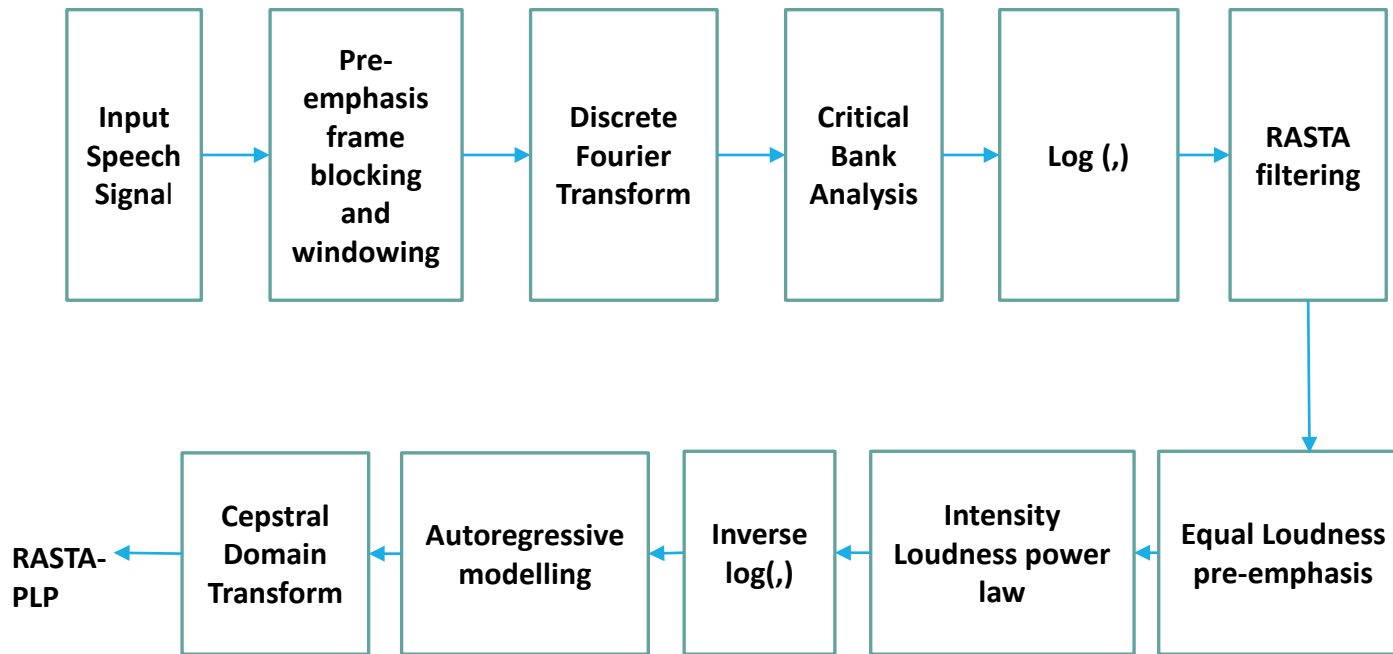 Input
Speech
Signal
Pre-
emphasis
frame
blocking
and
windowing
Discrete
Fourier
Transform
Critical
Bank
Analysis
Log (,)
RASTA
filtering
Equal Loudness
pre-emphasis
Intensity
Loudness power
law
Inverse
log(,)
Autoregressive
modelling
Cepstral
Domain
Transform
RASTA-
PLP